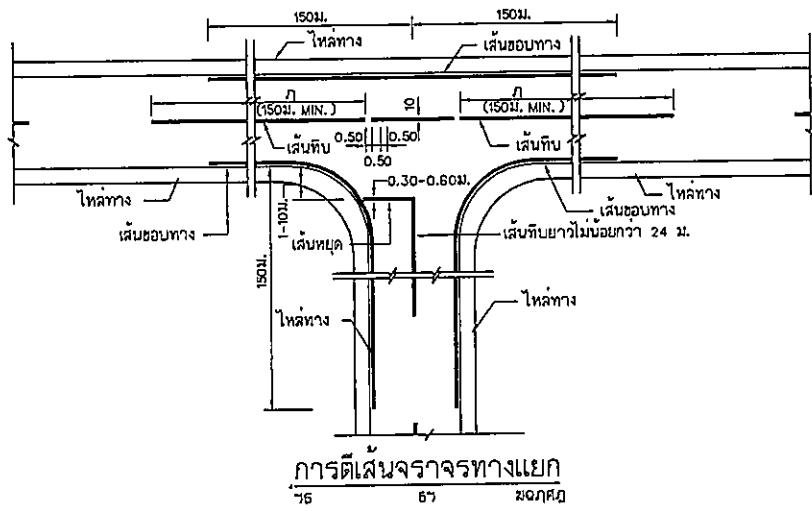 150ม. 150ม.
ไหล่ทาง
เส้นขอบทาง
(150ม. MIN.) 10 (150ม. MIN.)
เส้นทึบ 0.50 0.50 เส้นทึบ
0.50
0.30-0.60ม.
ไหล่ทาง 1-10ม. ไหล่ทาง
เส้นขอบทาง
เส้นขอบทาง เส้นหยุด เส้นทึบยาวไม่น้อยกว่า 24 ม.
150ม.
ไหล่ทาง ไหล่ทาง
การตีเส้นจราจรทางแยก